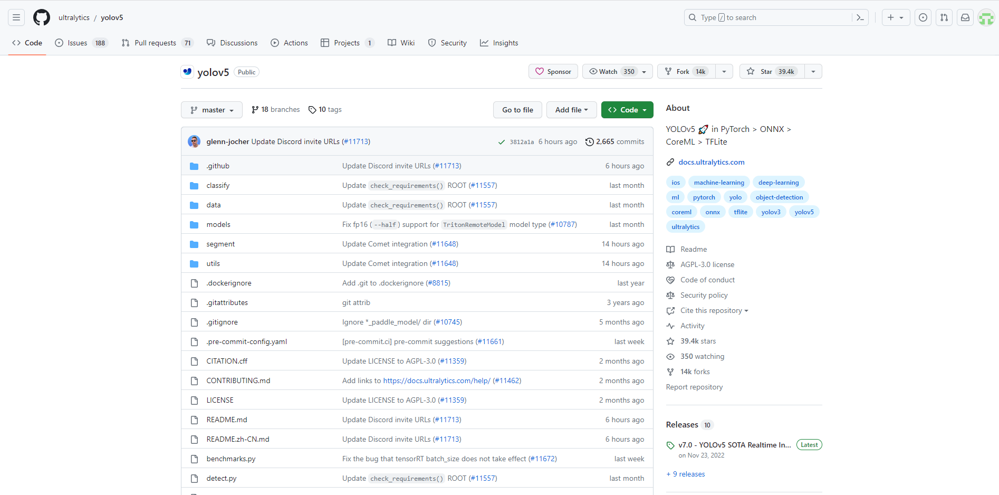 ultralytics / yolov5
Type / to search
Code
Issues 188
Pull requests 71
Discussions
Actions
Projects 1
Wiki
Security
Insights
yolov5 Public
Sponsor
Watch 350
Fork 14k
Star 39.4k
master
18 branches
10 tags
Go to file
Add file
Code
glenn-jocher Update Discord invite URLs (#11713) 3812a1a 6 hours ago 2,665 commits
.github Update Discord invite URLs (#11713) 6 hours ago
classify Update check_requirements() ROOT (#11557) last month
data Update check_requirements() ROOT (#11557) last month
models Fix fp16 (--half) support for TritonRemoteModel model type (#10787) last month
segment Update Comet integration (#11648) 14 hours ago
utils Update Comet integration (#11648) 14 hours ago
.dockerignore Add .git to .dockerignore (#8815) last year
.gitattributes git attrib 3 years ago
.gitignore Ignore *_paddle_model/ dir (#10745) 5 months ago
.pre-commit-config.yaml [pre-commit.ci] pre-commit suggestions (#11661) last week
CITATION.cff Update LICENSE to AGPL-3.0 (#11359) 2 months ago
CONTRIBUTING.md Add links to https://docs.ultralytics.com/help/ (#11462) 2 months ago
LICENSE Update LICENSE to AGPL-3.0 (#11359) 2 months ago
README.md Update Discord invite URLs (#11713) 6 hours ago
README.zh-CN.md Update Discord invite URLs (#11713) 6 hours ago
benchmarks.py Fix the bug that tensorRT batch_size does not take effect (#11672) last week
detect.py Update check_requirements() ROOT (#11557) last month
About
YOLOv5 🚀 in PyTorch > ONNX >
CoreML > TFLite
docs.ultralytics.com
ios machine-learning deep-learning
ml pytorch yolo object-detection
coreml onnx tflite yolov3 yolov5
ultralytics
Readme
AGPL-3.0 license
Code of conduct
Security policy
Cite this repository
Activity
39.4k stars
350 watching
14k forks
Report repository
Releases 10
v7.0 - YOLOv5 SOTA Realtime In... Latest
on Nov 23, 2022
+ 9 releases